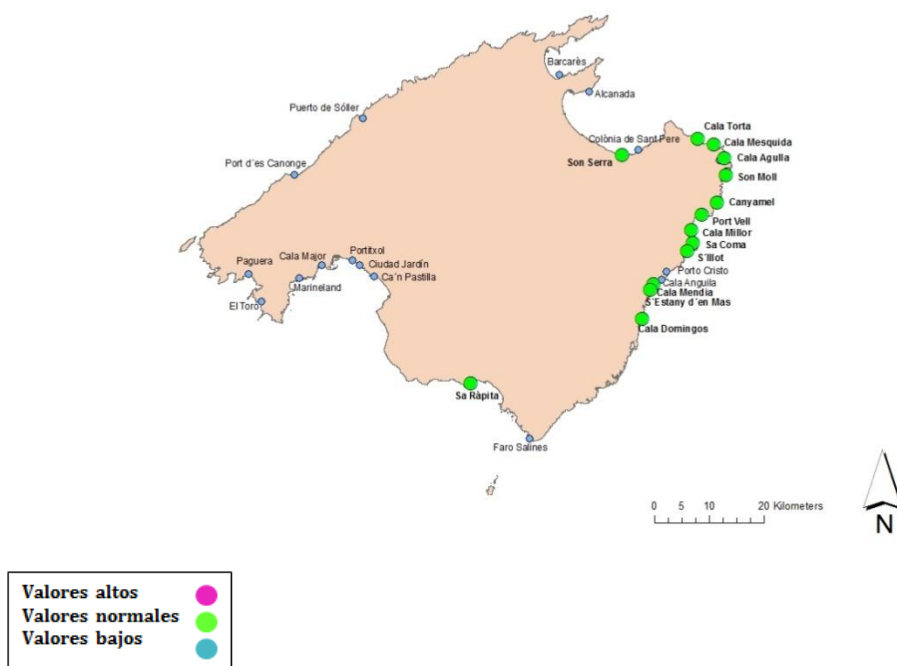 Barcarès
Alcanada
Puerto de Sóller
Cala Torta
Colònia de Sant Pere
Cala Mesquida
Cala Agulla
Son Serra
Port d´es Canonge
Son Moll
Canyamel
Port Vell
Cala Millor
Sa Coma
S´Illot
Portitxol
Cala Major
Ciudad Jardín
Paguera
Ca´n Pastilla
Marineland
Porto Cristo
Cala Anguila
Cala Mendia
El Toro
S´Estany d´en Mas
Cala Domingos
Sa Ràpita
Faro Salines
0 5 10 20 Kilometers
N
Valores altos
Valores normales
Valores bajos